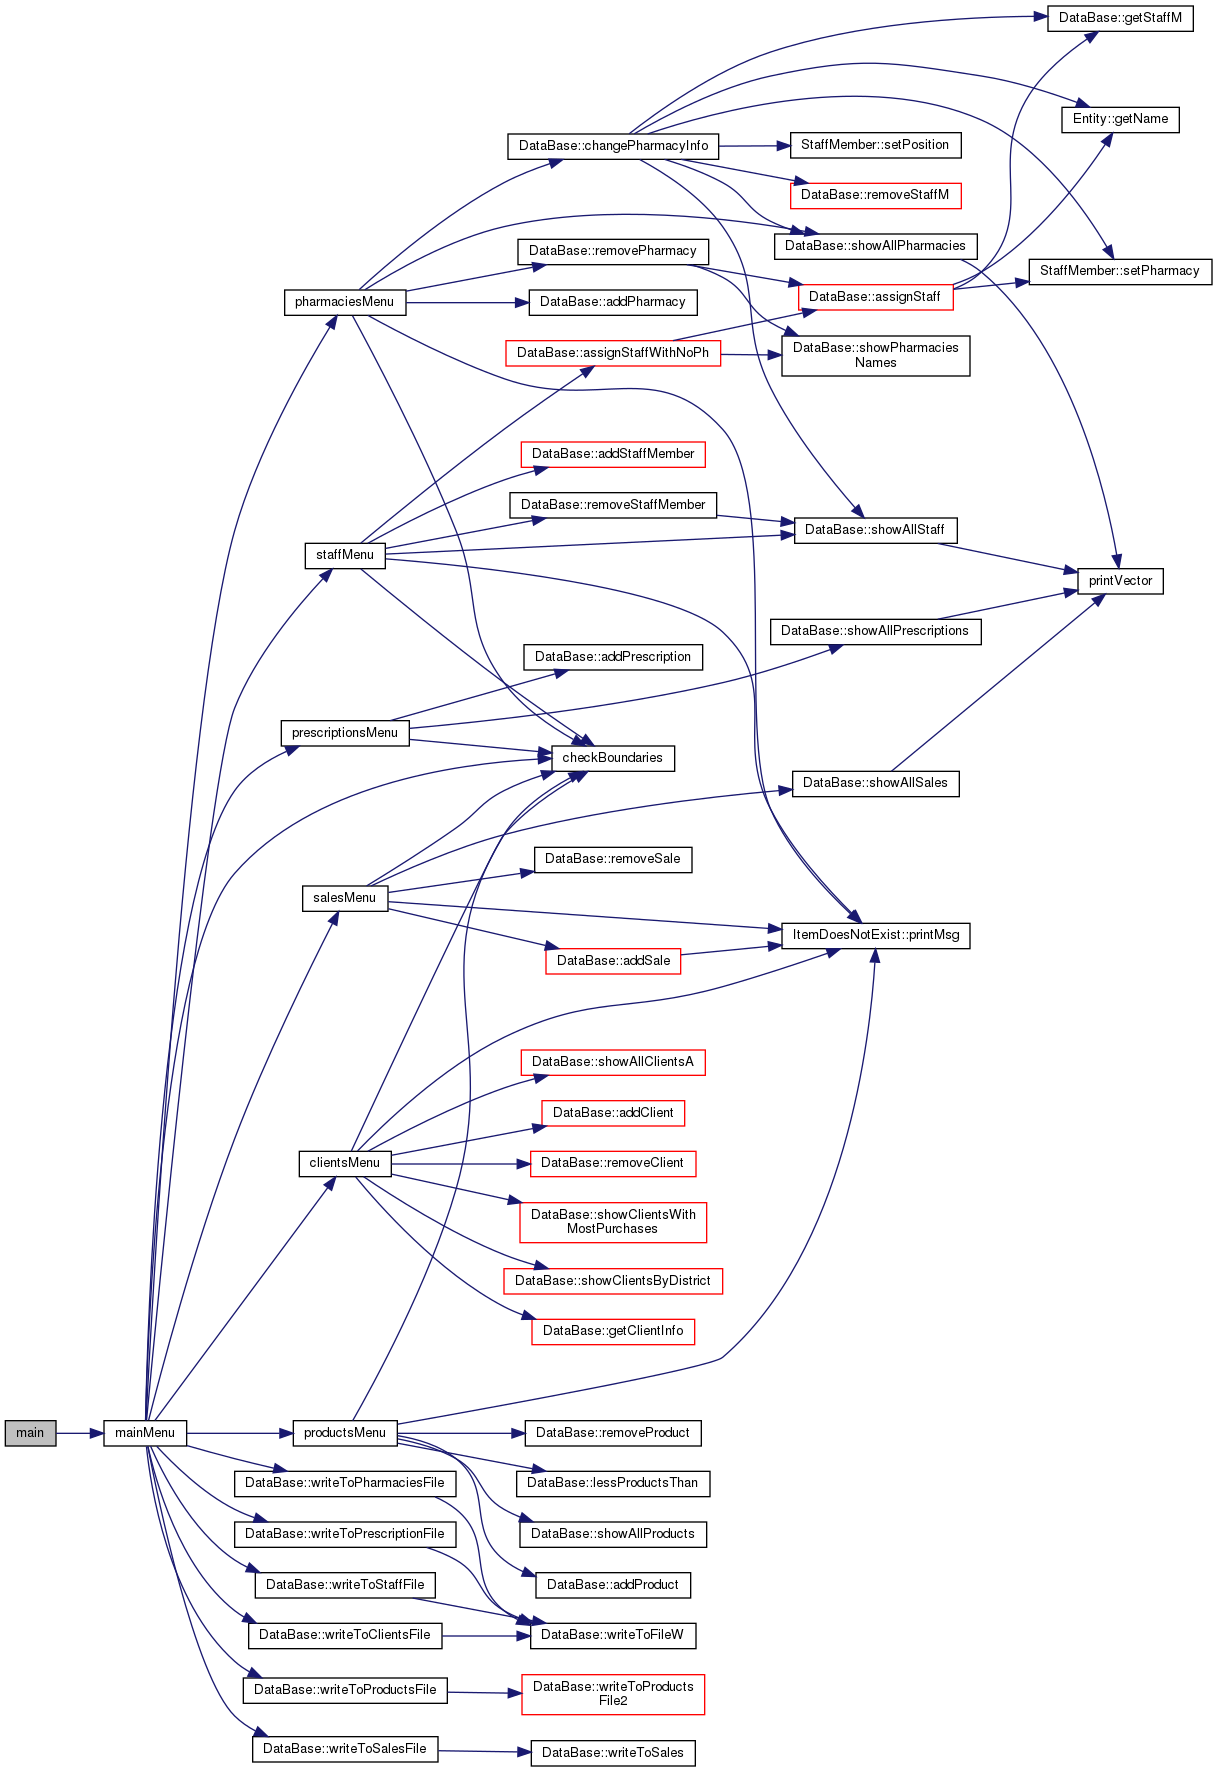 DataBase::getStaffM
Entity::getName
DataBase::changePharmacyInfo
StaffMember::setPosition
DataBase::removeStaffM
DataBase::showAllPharmacies
DataBase::removePharmacy
StaffMember::setPharmacy
pharmaciesMenu
DataBase::addPharmacy
DataBase::assignStaff
DataBase::assignStaffWithNoPh
DataBase::showPharmacies
Names
DataBase::addStaffMember
DataBase::removeStaffMember
DataBase::showAllStaff
staffMenu
printVector
DataBase::showAllPrescriptions
DataBase::addPrescription
prescriptionsMenu
checkBoundaries
DataBase::showAllSales
DataBase::removeSale
salesMenu
ItemDoesNotExist::printMsg
DataBase::addSale
DataBase::showAllClientsA
DataBase::addClient
clientsMenu
DataBase::removeClient
DataBase::showClientsWith
MostPurchases
DataBase::showClientsByDistrict
DataBase::getClientInfo
main
mainMenu
productsMenu
DataBase::removeProduct
DataBase::writeToPharmaciesFile
DataBase::lessProductsThan
DataBase::writeToPrescriptionFile
DataBase::showAllProducts
DataBase::writeToStaffFile
DataBase::addProduct
DataBase::writeToClientsFile
DataBase::writeToFileW
DataBase::writeToProductsFile
DataBase::writeToProducts
File2
DataBase::writeToSalesFile
DataBase::writeToSales